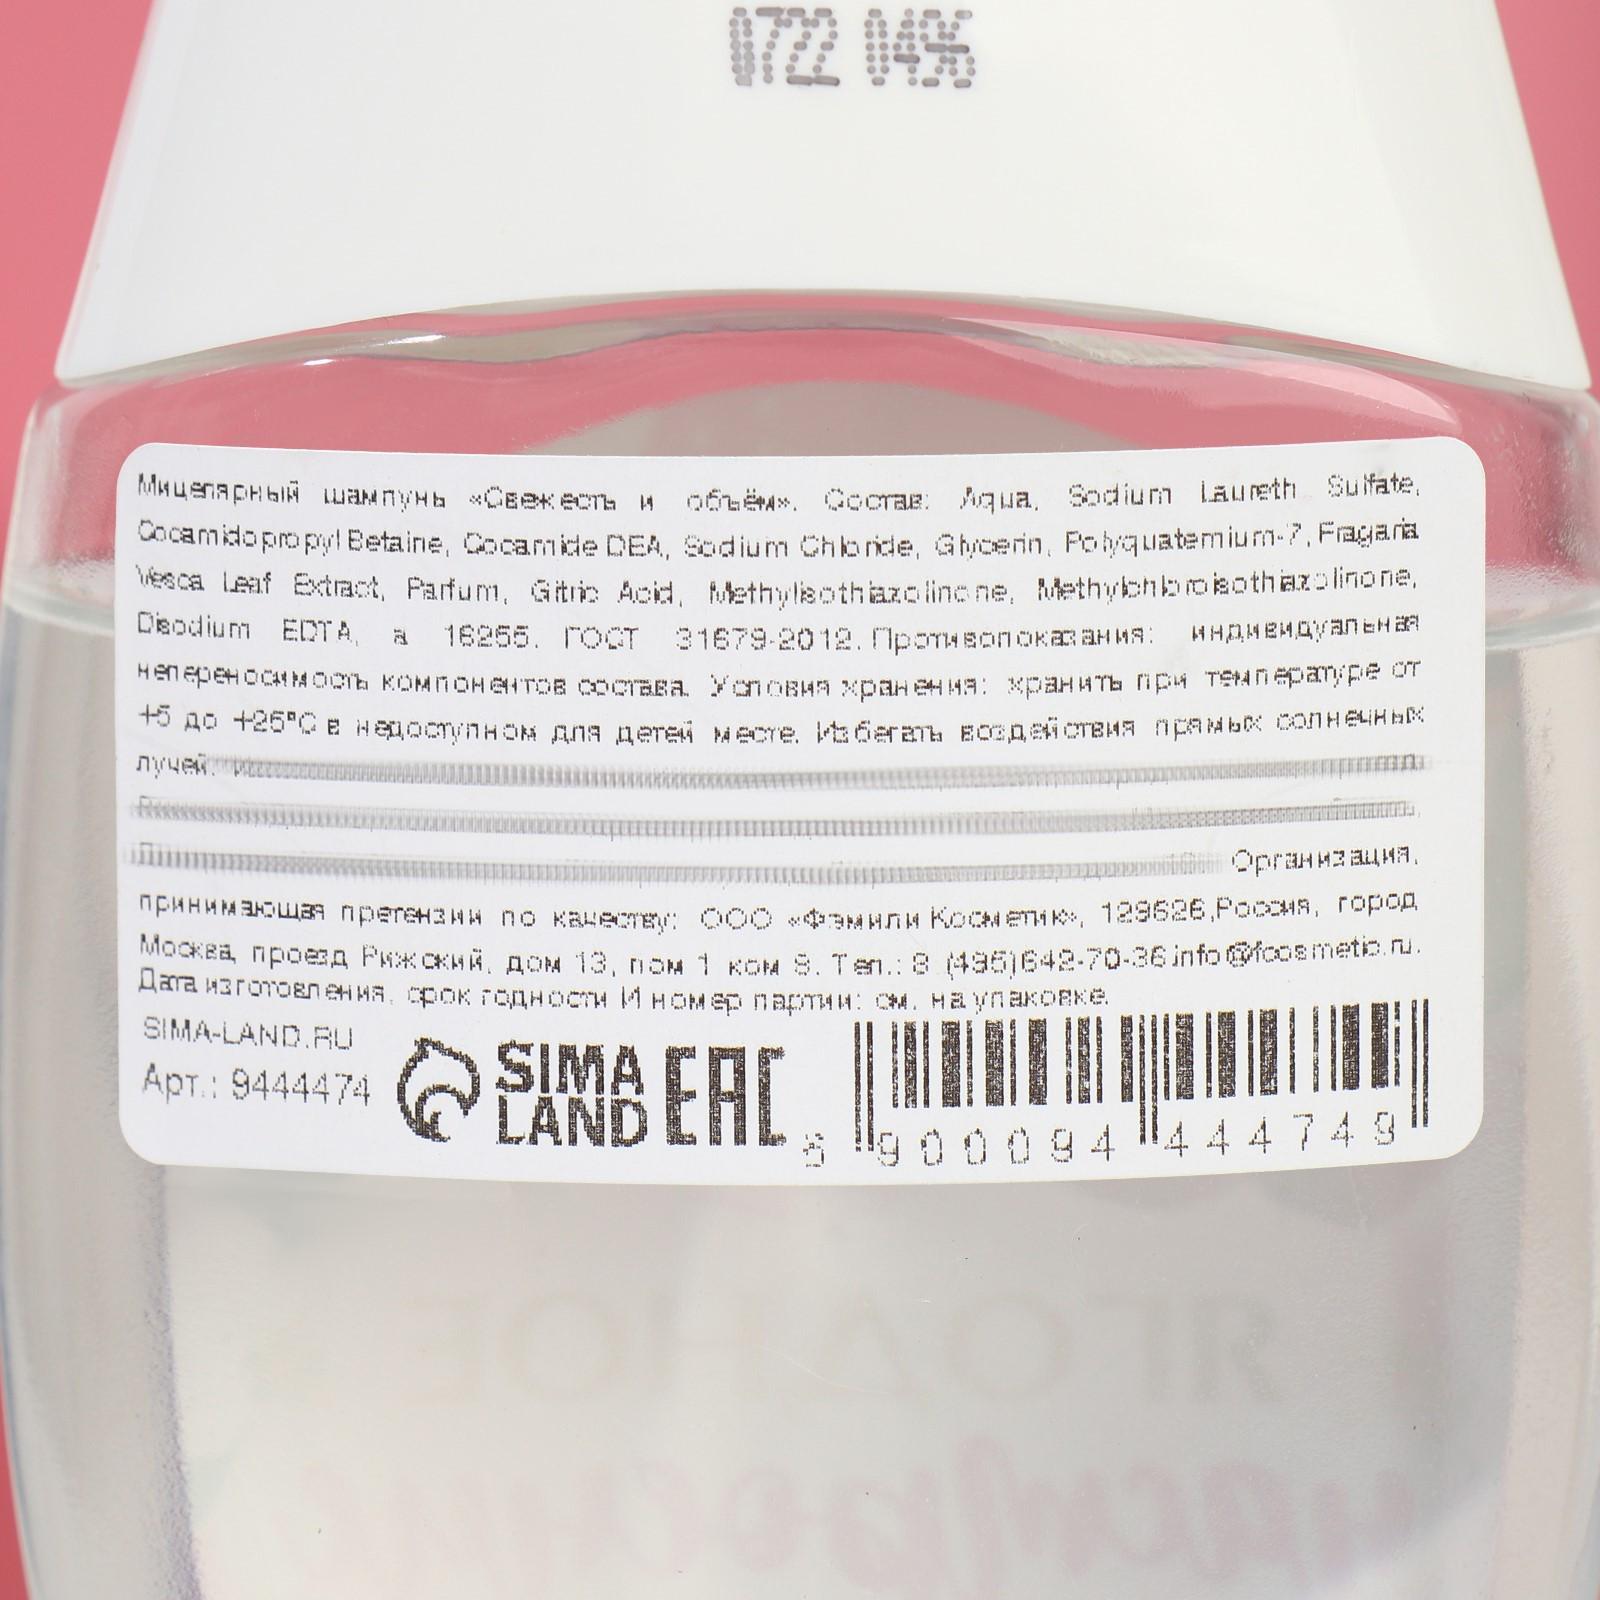 0722 0496
Мицелярный шампунь «Свежесть и объём». Состав: Aqua, Sodium Laureth Sulfate,
Cocamidopropyl Betaine, Cocamide DEA, Sodium Chloride, Glycerin, Polyquaternium-7, Fragaria
Vesca Leaf Extract, Parfum, Citric Acid, Methylisothiazolinone, Methylchloroisothiazolinone,
Disodium EDTA, a 16255. ГОСТ 31679-2012. Противопоказания: индивидуальная
непереносимость компонентов состава. Условия хранения: хранить при температуре от
+5 до +25°С в недоступном для детей месте. Избегать воздействия прямых солнечных
лучей.
Организация,
принимающая претензии по качеству: ООО «Фэмили Косметик», 129626,Россия, город
Москва, проезд Рижский, дом 13, пом 1 ком 8. Тел.: 8 (495)642-70-36.info@fcosmetic.ru.
Дата изготовления, срок годности И номер партии: см. на упаковке.
SIMA-LAND.RU
Арт.: 9444474
SIMA
LAND
EAC
900094 444749
ЯГОДНОЕ
настроение